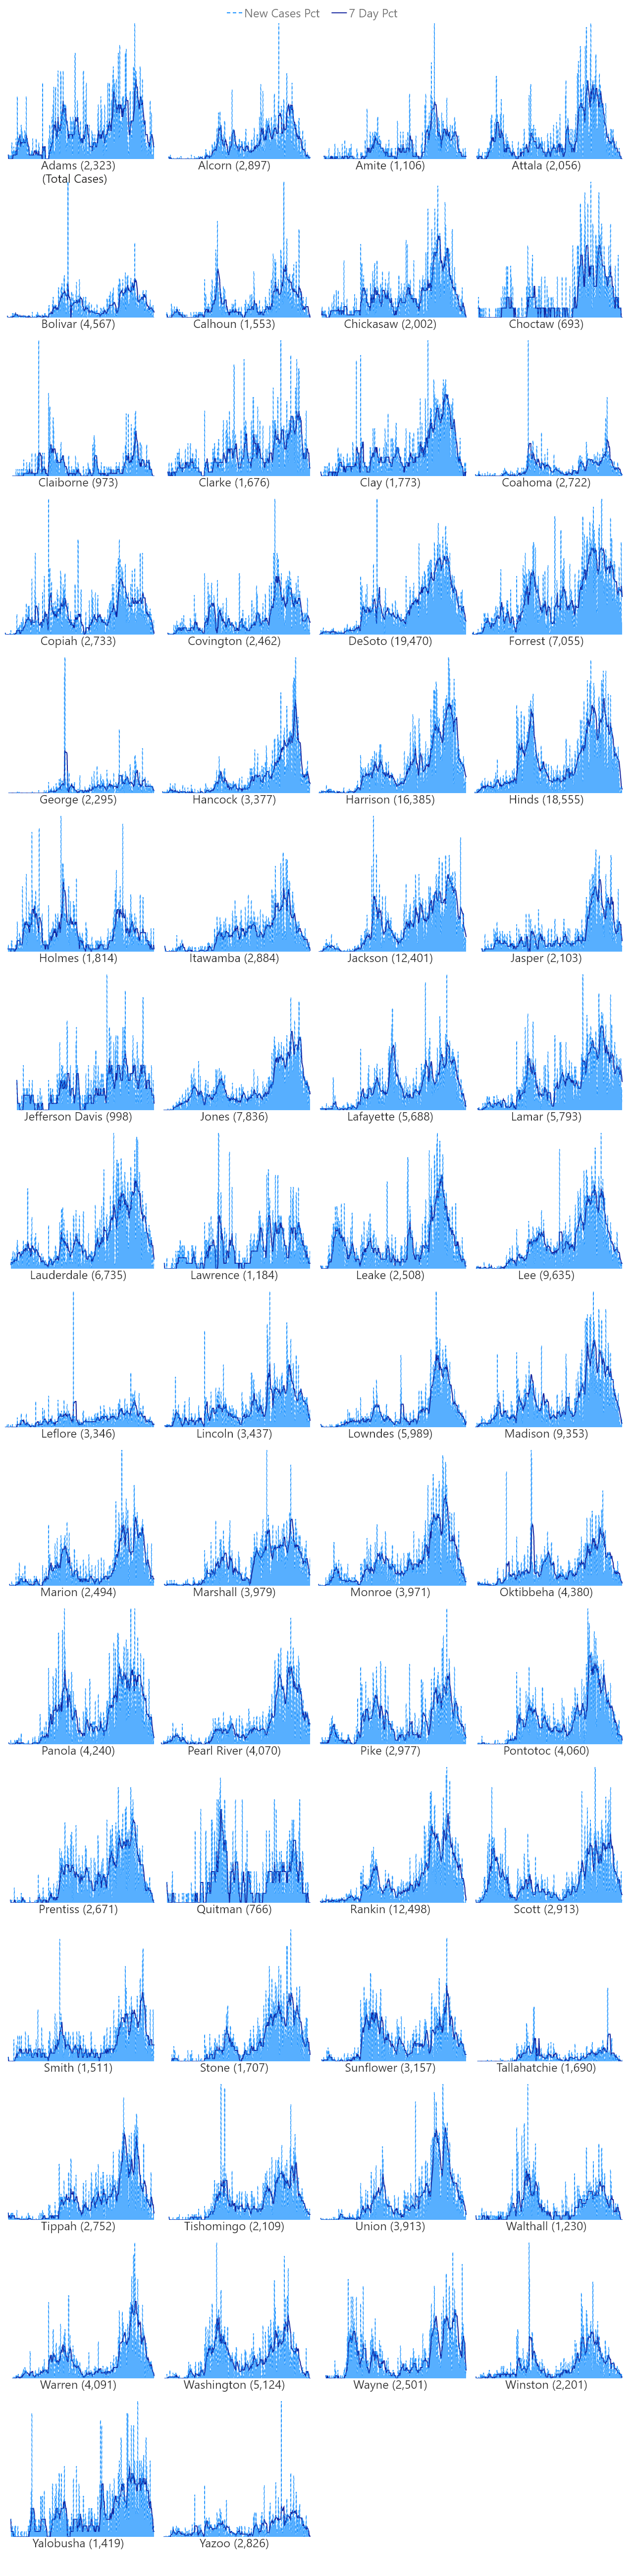 New Cases Pct 7 Day Pct
Adams (2,323) Alcorn (2,897) Amite (1,106) Attala (2,056)
(Total Cases)
Bolivar (4,567) Calhoun (1,553) Chickasaw (2,002) Choctaw (693)
Claiborne (973) Clarke (1,676) Clay (1,773) Coahoma (2,722)
Copiah (2,733) Covington (2,462) DeSoto (19,470) Forrest (7,055)
George (2,295) Hancock (3,377) Harrison (16,385) Hinds (18,555)
Holmes (1,814) Itawamba (2,884) Jackson (12,401) Jasper (2,103)
Jefferson Davis (998) Jones (7,836) Lafayette (5,688) Lamar (5,793)
Lauderdale (6,735) Lawrence (1,184) Leake (2,508) Lee (9,635)
Leflore (3,346) Lincoln (3,437) Lowndes (5,989) Madison (9,353)
Marion (2,494) Marshall (3,979) Monroe (3,971) Oktibbeha (4,380)
Panola (4,240) Pearl River (4,070) Pike (2,977) Pontotoc (4,060)
Prentiss (2,671) Quitman (766) Rankin (12,498) Scott (2,913)
Smith (1,511) Stone (1,707) Sunflower (3,157) Tallahatchie (1,690)
Tippah (2,752) Tishomingo (2,109) Union (3,913) Walthall (1,230)
Warren (4,091) Washington (5,124) Wayne (2,501) Winston (2,201)
Yalobusha (1,419) Yazoo (2,826)